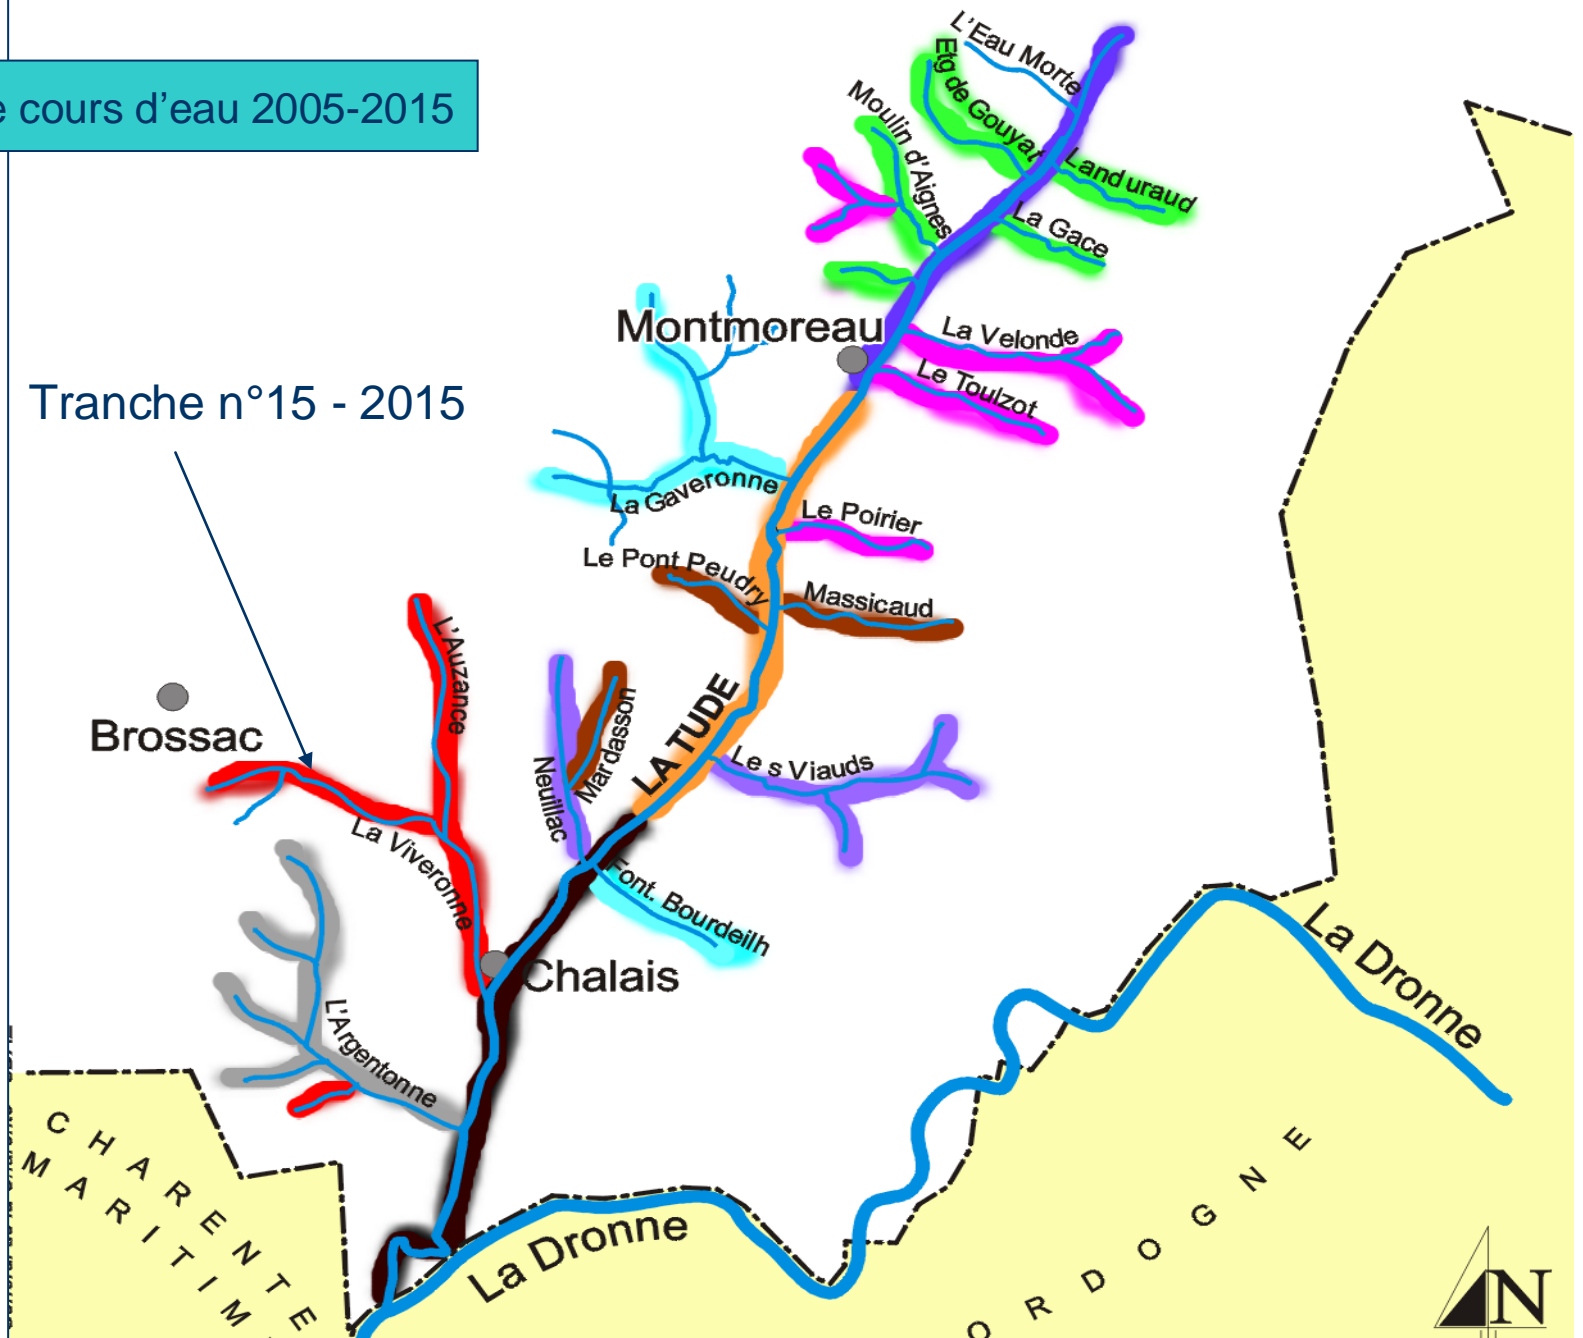 e cours d'eau 2005-2015
L'Eau Morte
Etg de Gouyat
Moulin d'Aignes
Landuraud
La Gace
Montmoreau
La Velonde
Le Toulzot
Tranche n°15 - 2015
La Gaveronne
Le Poirier
Le Pont Peudry
Massicaud
L'Auzance
Mardasson
Neuillac
LA TUDE
Les Viauds
Brossac
La Viveronne
Font. Bourdeilh
Chalais
L'Argentonne
La Dronne
La Dronne
CHARENTE
MARITIM
ORDOGNE
N